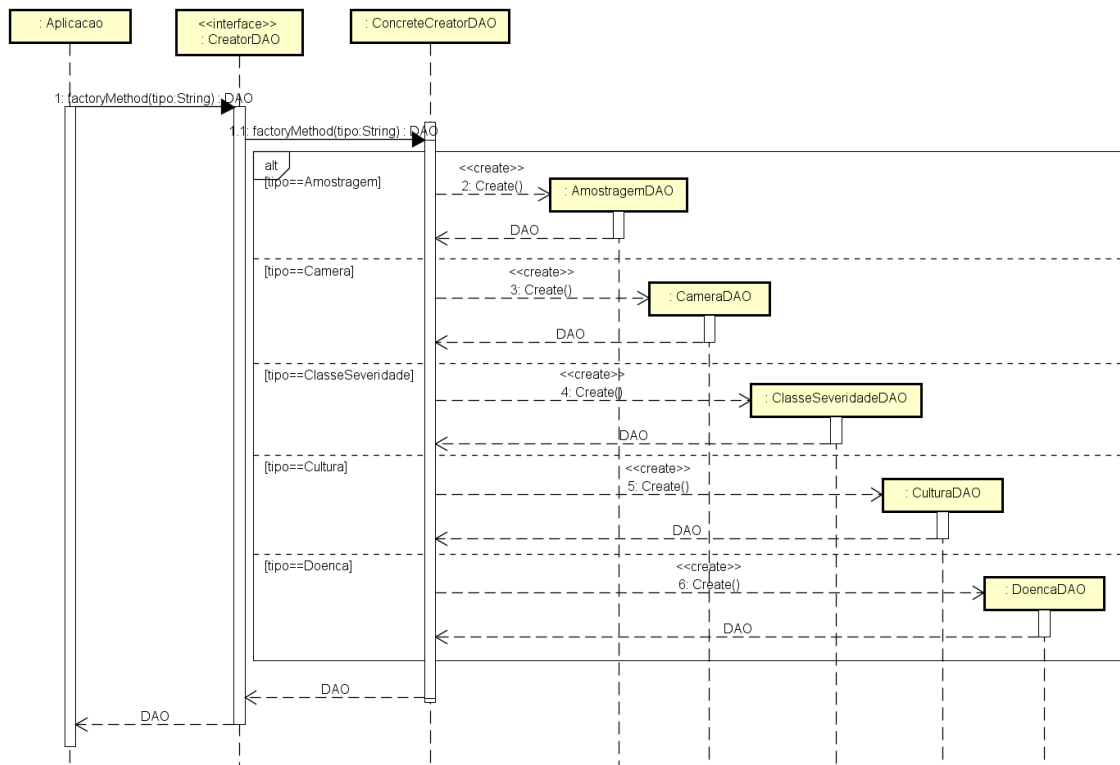 : Aplicacao
<<interface>>
: CreatorDAO
: ConcreteCreatorDAO
1: factoryMethod(tipo:String) : DAO
1.1: factoryMethod(tipo:String) : DAO
alt
[tipo==Amostragem]
<<create>>
2: Create()
: AmostragemDAO
DAO
[tipo==Camera]
<<create>>
3: Create()
: CameraDAO
DAO
[tipo==ClasseSeveridade]
<<create>>
4: Create()
: ClasseSeveridadeDAO
DAO
[tipo==Cultura]
<<create>>
5: Create()
: CulturaDAO
DAO
[tipo==Doenca]
<<create>>
6: Create()
: DoencaDAO
DAO
DAO
DAO